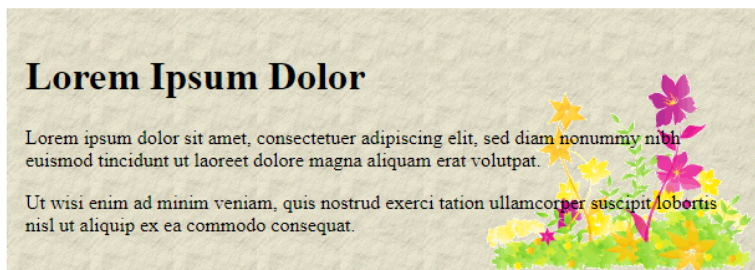 Lorem Ipsum Dolor
Lorem ipsum dolor sit amet, consectetuer adipiscing elit, sed diam nonummy nibh
euismod tincidunt ut laoreet dolore magna aliquam erat volutpat.
Ut wisi enim ad minim veniam, quis nostrud exerci tation ullamcorper suscipit lobortis
nisl ut aliquip ex ea commodo consequat.